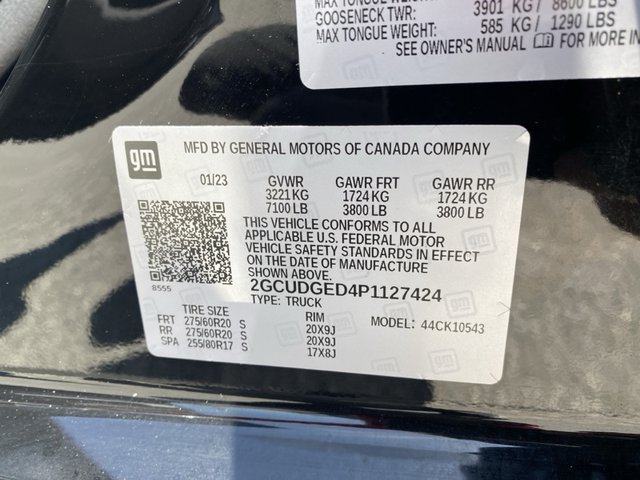 MAX TONGUE WEIGHT
GOOSENECK TWR: 3901 KG / 8600 LBS
MAX TONGUE WEIGHT: 585 KG / 1290 LBS
SEE OWNER'S MANUAL FOR MORE IN
gm
MFD BY GENERAL MOTORS OF CANADA COMPANY
01/23 GVWR GAWR FRT GAWR RR
3221 KG 1724 KG 1724 KG
7100 LB 3800 LB 3800 LB
THIS VEHICLE CONFORMS TO ALL
APPLICABLE U.S. FEDERAL MOTOR
VEHICLE SAFETY STANDARDS IN EFFECT
ON THE DATE OF MANUFACTURE
SHOWN ABOVE.
8555
2GCUDGED4P1127424
TYPE: TRUCK
TIRE SIZE RIM MODEL: 44CK10543
FRT 275/60R20 S 20X9J
RR 275/60R20 S 20X9J
SPA 255/80R17 S 17X8J